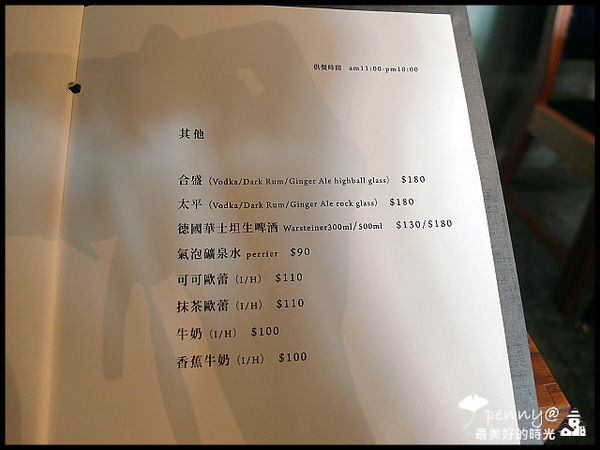 供餐時間 am11:00-pm10:00
其他
合盛 (Vodka/Dark Rum/Ginger Ale highball glass) $180
太平 (Vodka/Dark Rum/Ginger Ale rock glass) $180
德國華士坦生啤酒 Warsteiner300ml/500ml $130/$180
氣泡礦泉水 perrier $90
可可歐蕾 (I/H) $110
抹茶歐蕾 (I/H) $110
牛奶 (I/H) $100
香蕉牛奶 (I/H) $100
penny@
最美好的時光